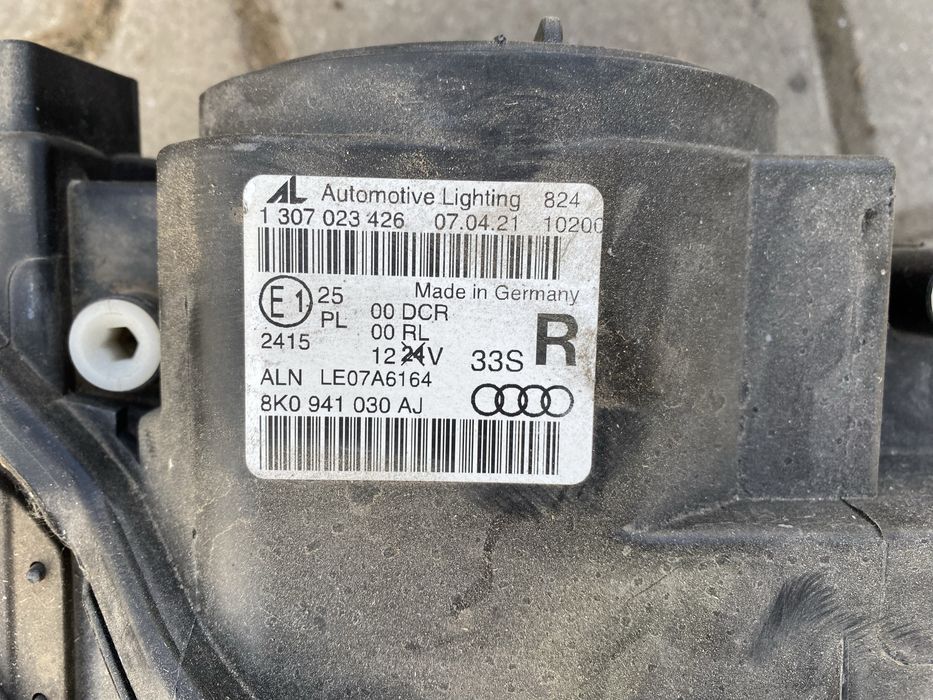 AL Automotive Lighting 824
1 307 023 426 07.04.21 10200
Made in Germany
E1 25 00 DCR
PL 00 RL
2415 12 24V 33S R
ALN LE07A6164
8K0 941 030 AJ